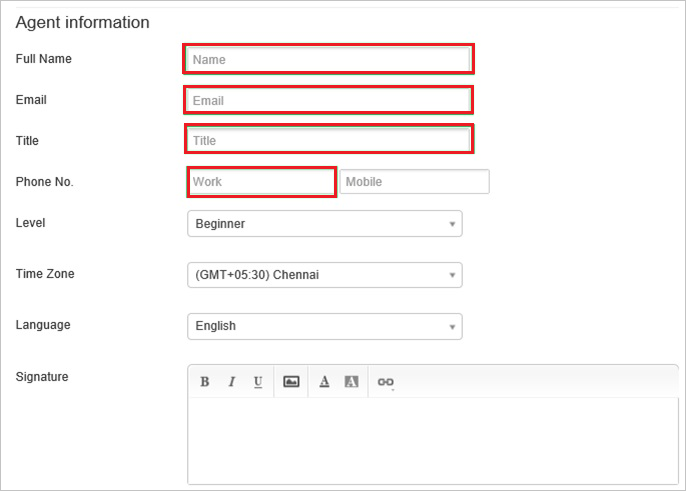 Agent information
Full Name Name
Email Email
Title Title
Phone No. Work Mobile
Level Beginner
Time Zone (GMT+05:30) Chennai
Language English
Signature B I U A A